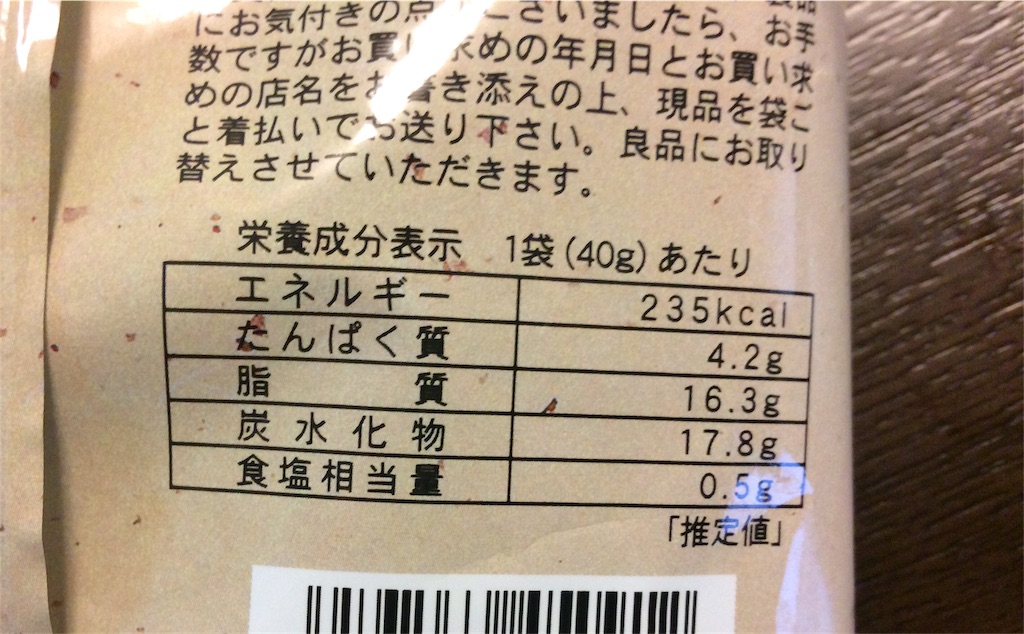 にお気付きの点 ございましたら、お手
数ですがお買い求めの年月日とお買い求
めの店名をお書き添えの上、現品を袋ご
と着払いでお送り下さい。良品にお取り
替えさせていただきます。
栄養成分表示 1袋(40g)あたり
エネルギー 235kcal
たんぱく質 4.2g
脂質 16.3g
炭水化物 17.8g
食塩相当量 0.5g
「推定値」